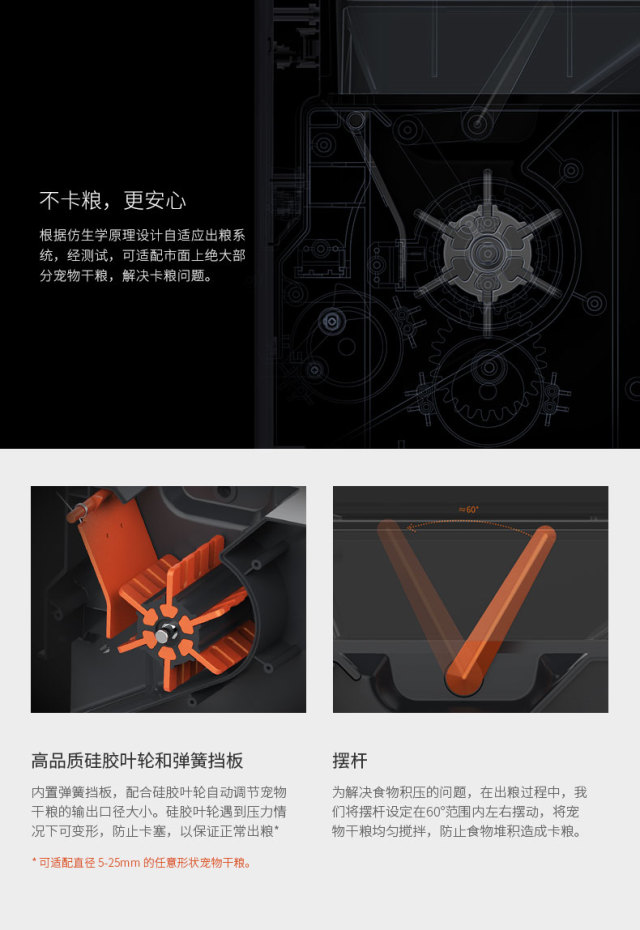 不卡粮，更安心
根据仿生学原理设计自适应出粮系
统，经测试，可适配市面上绝大部
分宠物干粮，解决卡粮问题。
≈60°
高品质硅胶叶轮和弹簧挡板
内置弹簧挡板，配合硅胶叶轮自动调节宠物
干粮的输出口径大小。硅胶叶轮遇到压力情
况下可变形，防止卡塞，以保证正常出粮*
*可适配直径 5-25mm 的任意形状宠物干粮。
摆杆
为解决食物积压的问题，在出粮过程中，我
们将摆杆设定在60°范围内左右摆动，将宠
物干粮均匀搅拌，防止食物堆积造成卡粮。